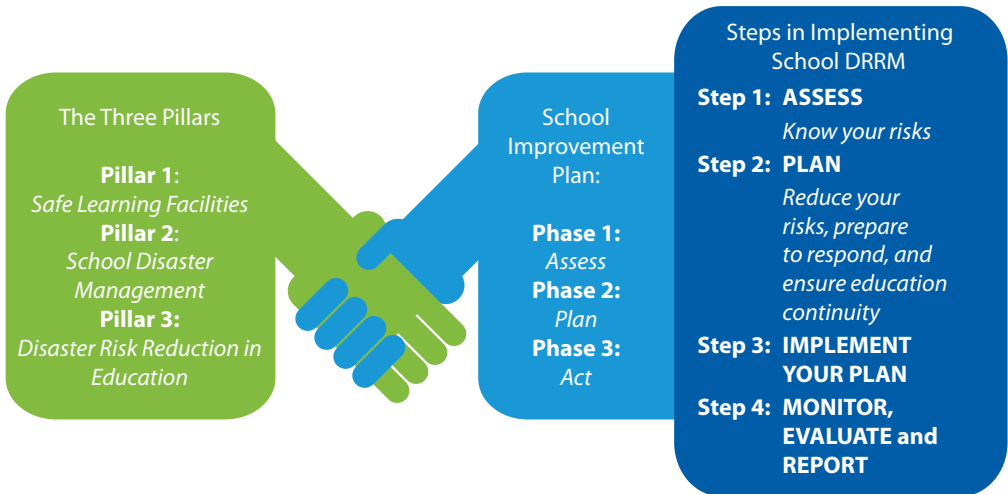 The Three Pillars
Pillar 1:
Safe Learning Facilities
Pillar 2:
School Disaster
Management
Pillar 3:
Disaster Risk Reduction in
Education
School
Improvement
Plan:
Phase 1:
Assess
Phase 2:
Plan
Phase 3:
Act
Steps in Implementing
School DRRM
Step 1: ASSESS
Know your risks
Step 2: PLAN
Reduce your
risks, prepare
to respond, and
ensure education
continuity
Step 3: IMPLEMENT
YOUR PLAN
Step 4: MONITOR,
EVALUATE and
REPORT